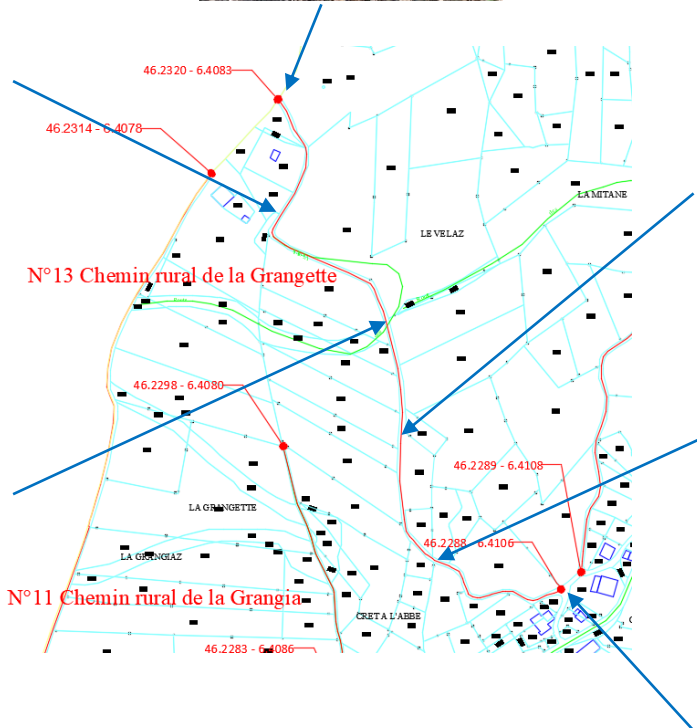 46.2320 - 6.4083
46.2314 - 6.4078
LA MITANE
LE VELAZ
N°13 Chemin rural de la Grangette
46.2298 - 6.4080
46.2289 - 6.4108
LA GRANGETTE
46.2288 - 6.4106
LA GRANGIAZ
N°11 Chemin rural de la Grangia
CRET A L'ABBE
46.2283 - 6.4086